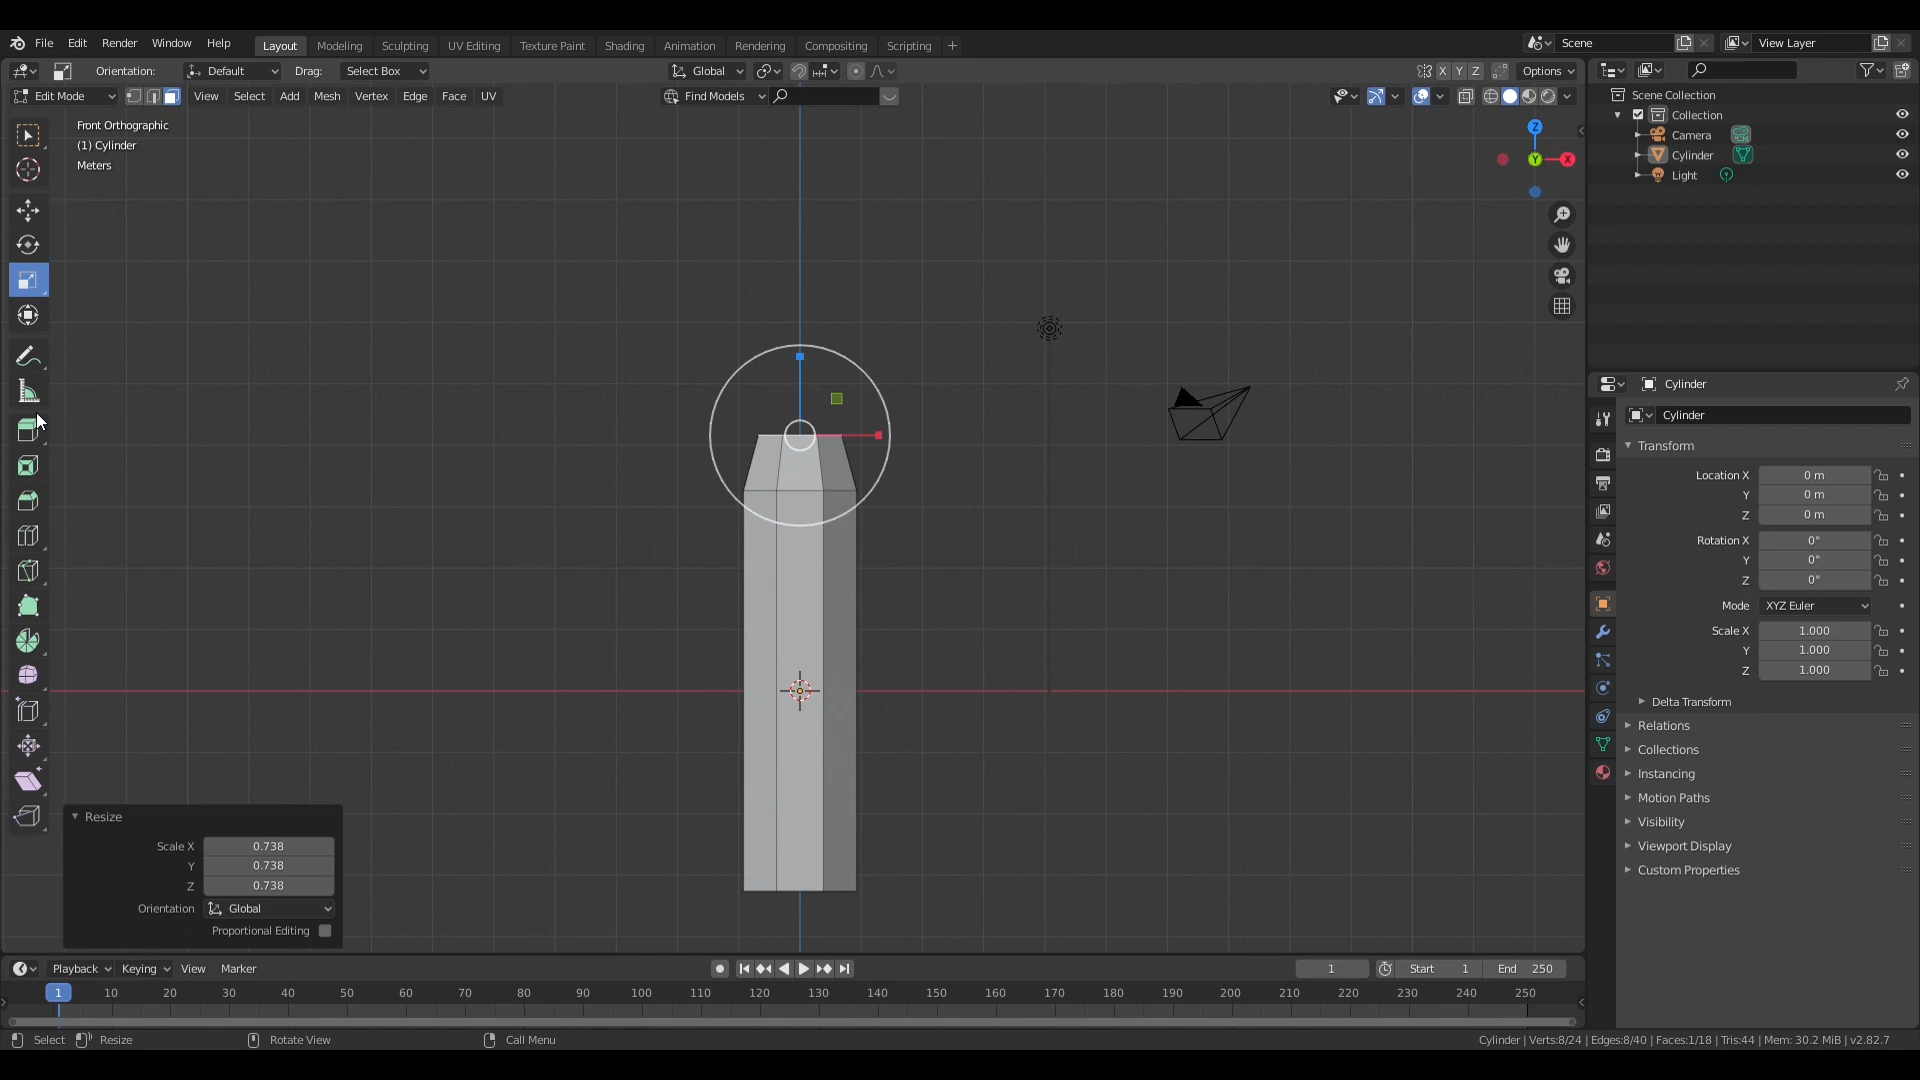 File Edit Render Window Help Layout Modeling Sculpting UV Editing Texture Paint Shading Animation Rendering Compositing Scripting + Scene View Layer
Orientation: Default Drag: Select Box Global X Y Z Options
Edit Mode View Select Add Mesh Vertex Edge Face UV Find Models
Front Orthographic
(1) Cylinder
Meters
Z
Y
X
Scene Collection
Collection
Camera
Cylinder
Light
Cylinder
Cylinder
Transform
Location X 0 m
Y 0 m
Z 0 m
Rotation X 0°
Y 0°
Z 0°
Mode XYZ Euler
Scale X 1.000
Y 1.000
Z 1.000
Delta Transform
Relations
Collections
Instancing
Motion Paths
Visibility
Viewport Display
Custom Properties
Resize
Scale X 0.738
Y 0.738
Z 0.738
Orientation Global
Proportional Editing
Playback Keying View Marker 1 Start 1 End 250
1 10 20 30 40 50 60 70 80 90 100 110 120 130 140 150 160 170 180 190 200 210 220 230 240 250
Select Resize Rotate View Call Menu Cylinder | Verts:8/24 | Edges:8/40 | Faces:1/18 | Tris:44 | Mem: 30.2 MiB | v2.82.7